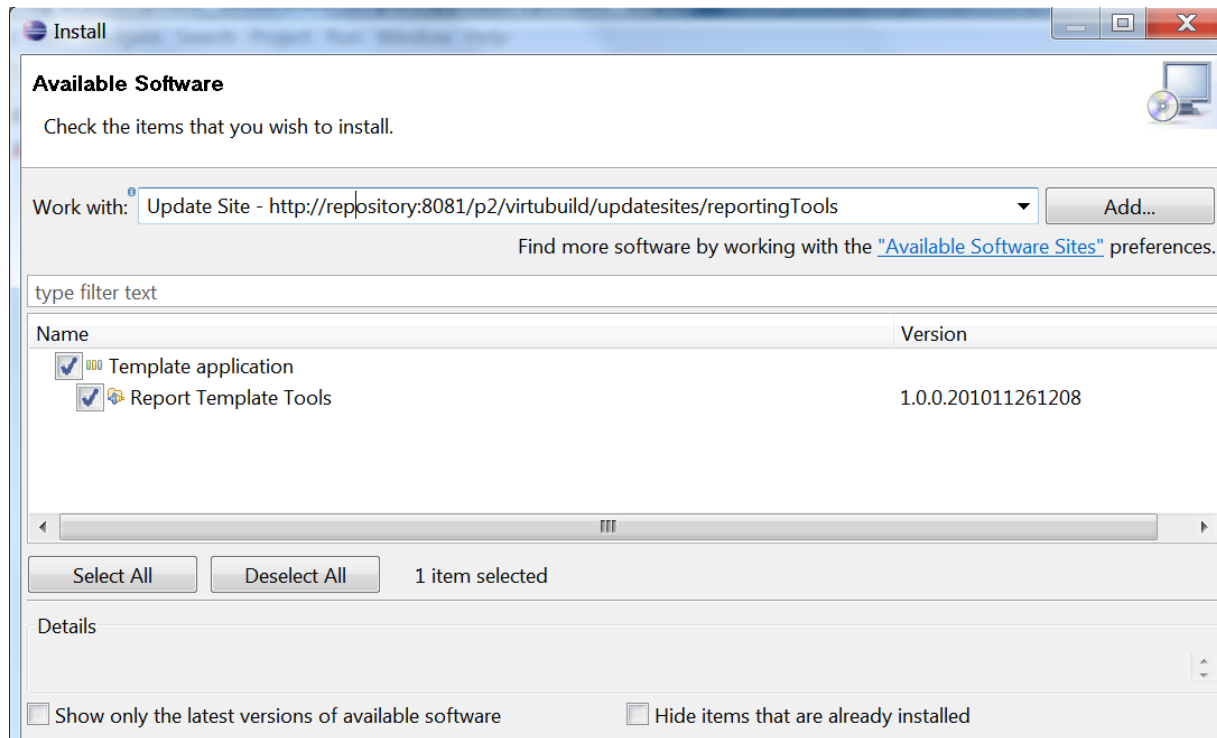 Install
Available Software
Check the items that you wish to install.
Work with: Update Site - http://repository:8081/p2/virtubuild/updatesites/reportingTools Add...
Find more software by working with the "Available Software Sites" preferences.
type filter text
Name Version
Template application
Report Template Tools 1.0.0.201011261208
Select All Deselect All 1 item selected
Details
Show only the latest versions of available software Hide items that are already installed